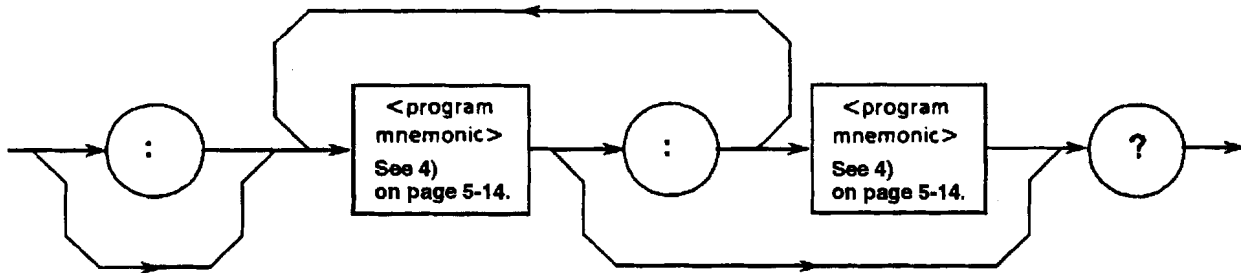 :
<program
mnemonic>
See 4)
on page 5-14.
:
<program
mnemonic>
See 4)
on page 5-14.
?